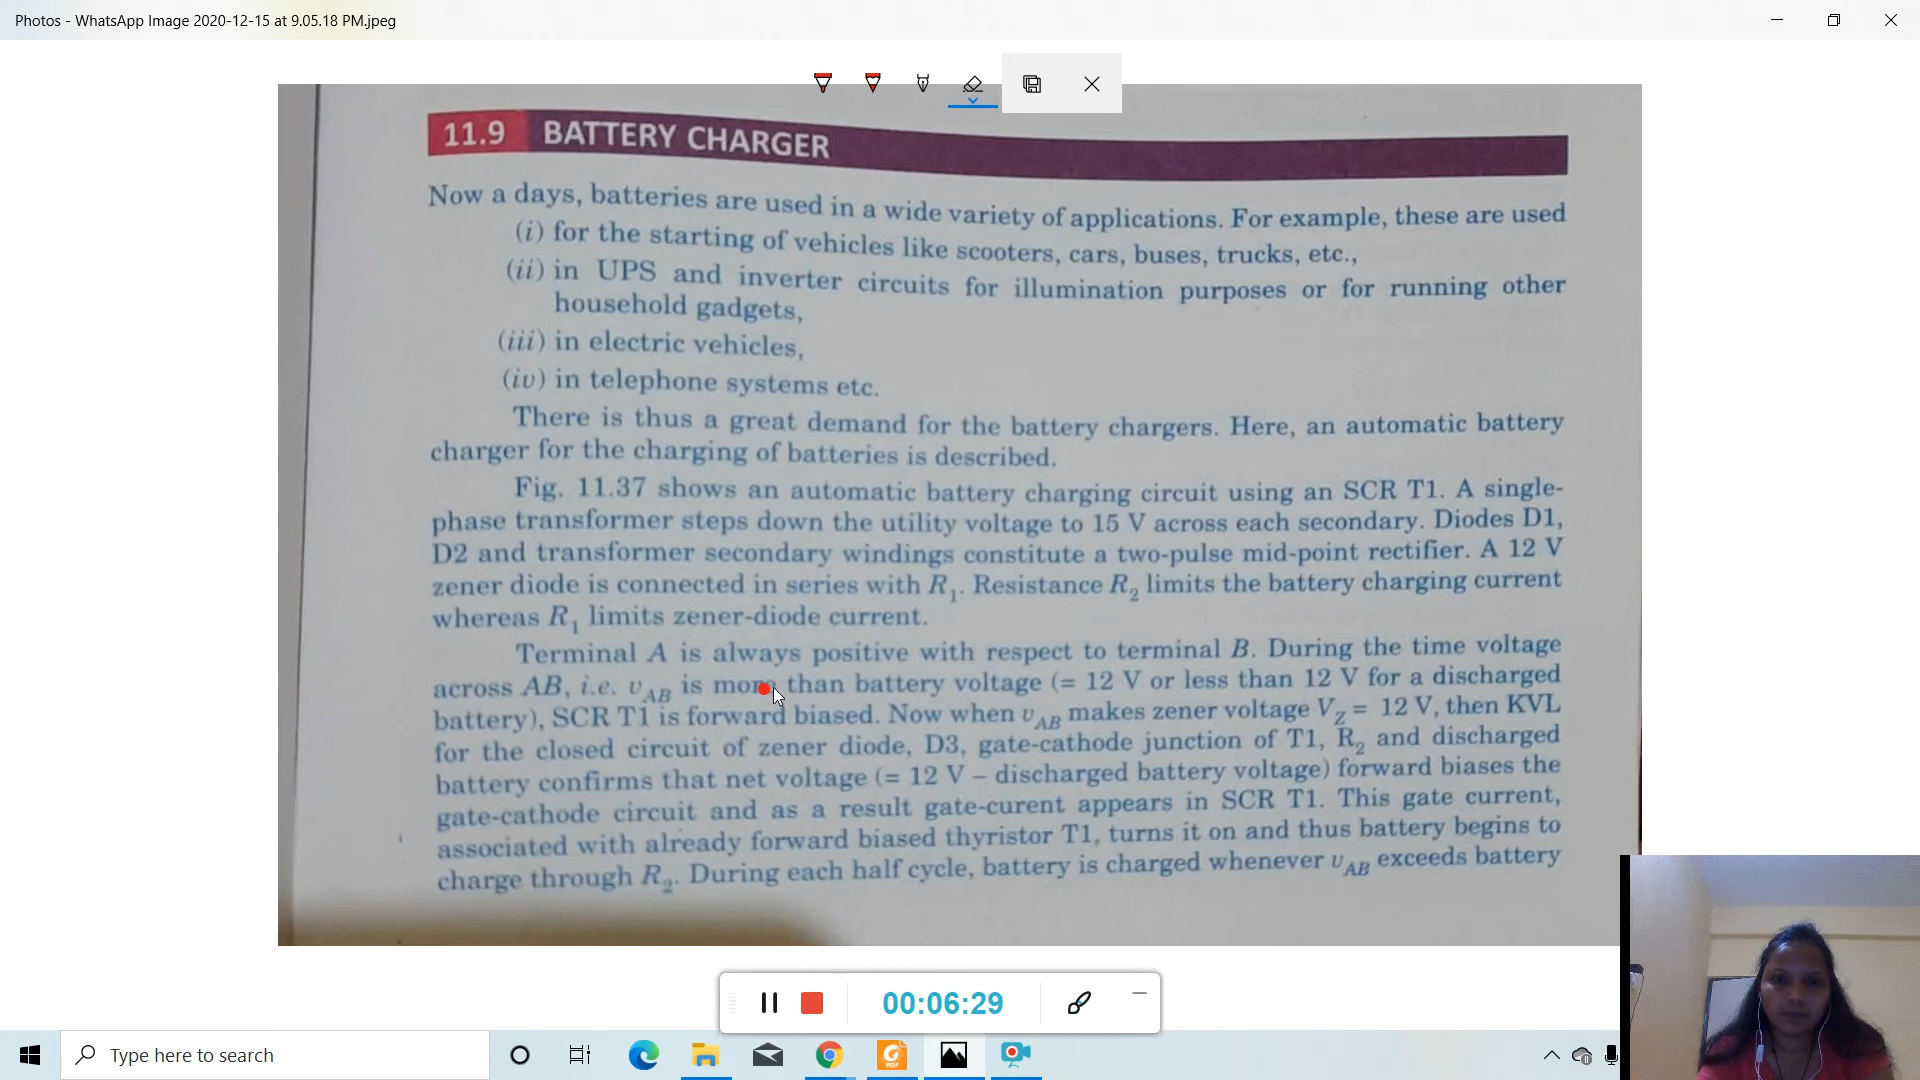 Photos - WhatsApp Image 2020-12-15 at 9.05.18 PM.jpeg
11.9 BATTERY CHARGER
Now a days, batteries are used in a wide variety of applications. For example, these are used
(i) for the starting of vehicles like scooters, cars, buses, trucks, etc.,
(ii) in UPS and inverter circuits for illumination purposes or for running other
household gadgets,
(iii) in electric vehicles,
(iv) in telephone systems etc.
There is thus a great demand for the battery chargers. Here, an automatic battery
charger for the charging of batteries is described.
Fig. 11.37 shows an automatic battery charging circuit using an SCR T1. A single-
phase transformer steps down the utility voltage to 15 V across each secondary. Diodes D1,
D2 and transformer secondary windings constitute a two-pulse mid-point rectifier. A 12 V
zener diode is connected in series with R1. Resistance R2 limits the battery charging current
whereas R1 limits zener-diode current.
Terminal A is always positive with respect to terminal B. During the time voltage
across AB, i.e. vAB is more than battery voltage (= 12 V or less than 12 V for a discharged
battery), SCR T1 is forward biased. Now when vAB makes zener voltage VZ = 12 V, then KVL
for the closed circuit of zener diode, D3, gate-cathode junction of T1, R2 and discharged
battery confirms that net voltage (= 12 V – discharged battery voltage) forward biases the
gate-cathode circuit and as a result gate-curent appears in SCR T1. This gate current,
associated with already forward biased thyristor T1, turns it on and thus battery begins to
charge through R2. During each half cycle, battery is charged whenever vAB exceeds battery
00:06:29
Type here to search
PDF